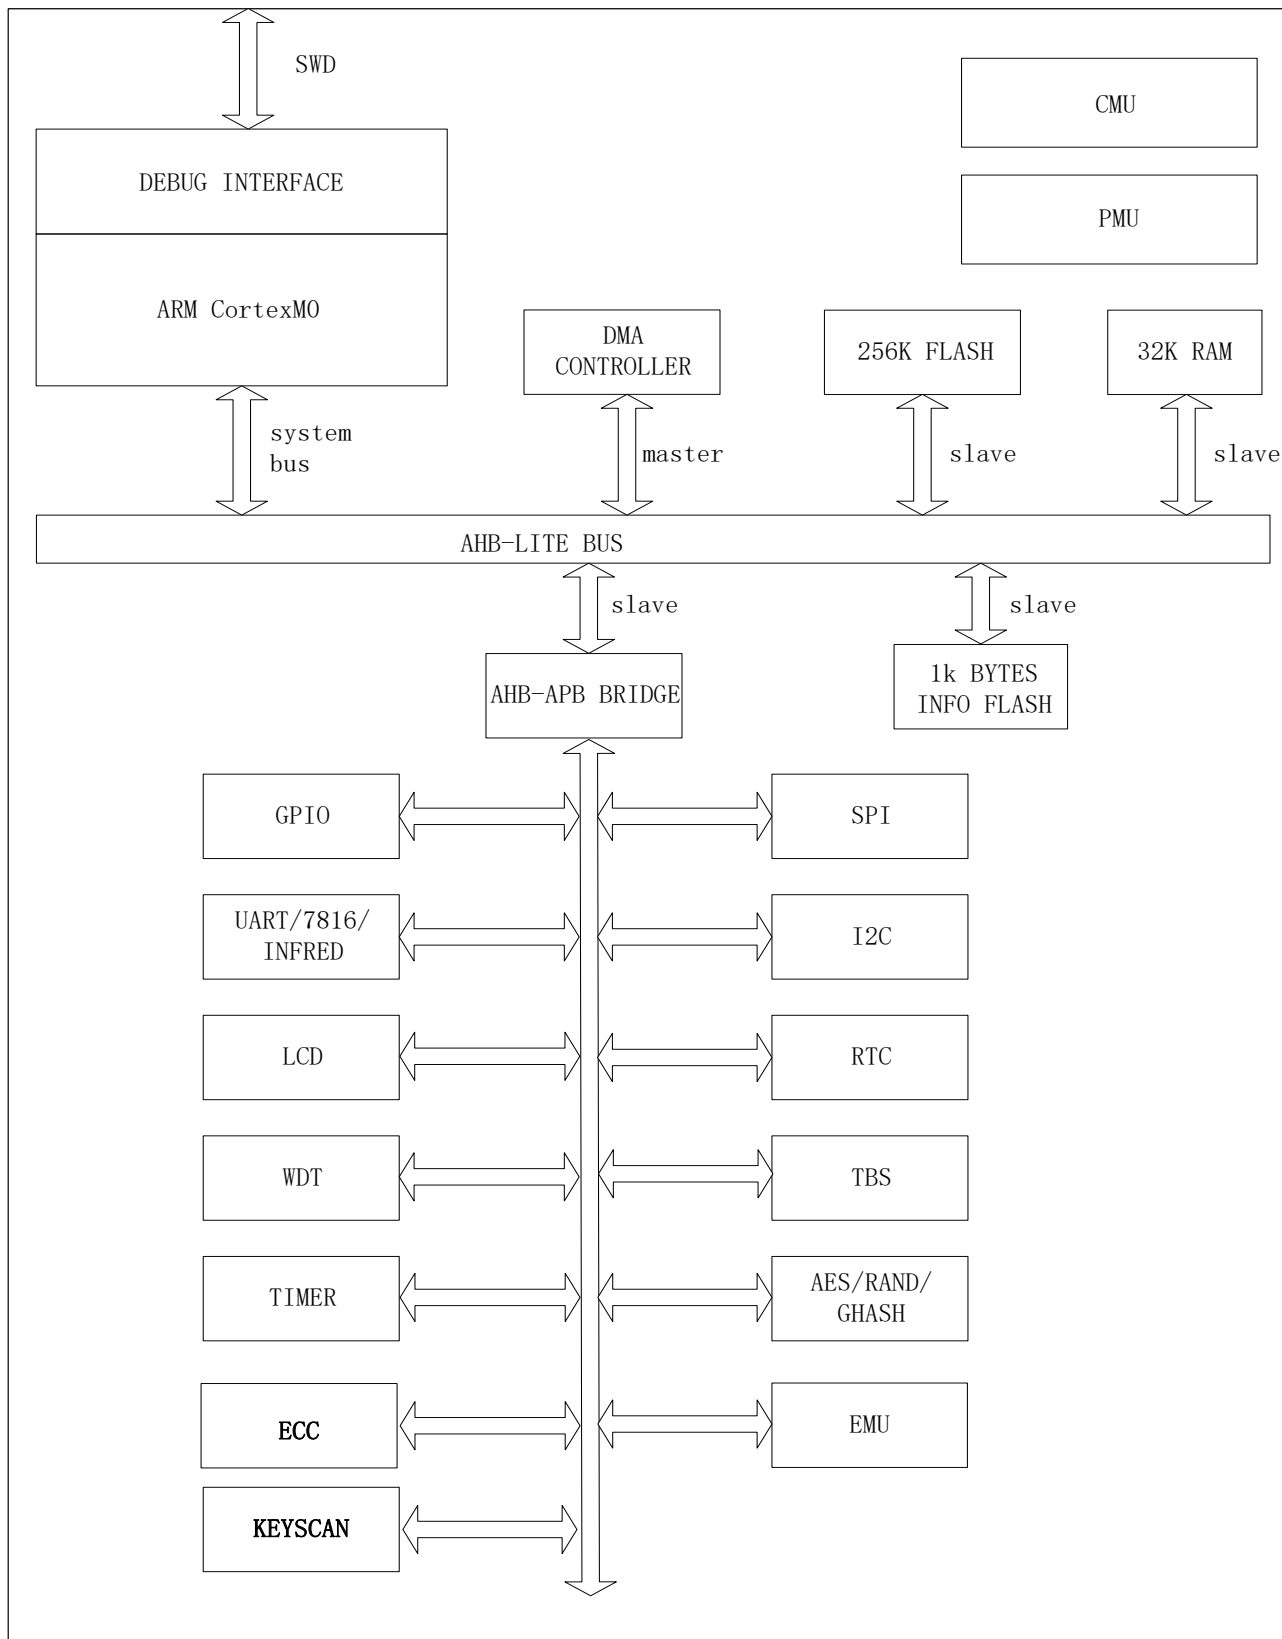 SWD
CMU
DEBUG INTERFACE
PMU
ARM CortexM0
DMA
CONTROLLER
256K FLASH
32K RAM
system
bus
master
slave
slave
AHB-LITE BUS
slave
slave
AHB-APB BRIDGE
1k BYTES
INFO FLASH
GPIO
SPI
UART/7816/
INFRED
I2C
LCD
RTC
WDT
TBS
TIMER
AES/RAND/
GHASH
ECC
EMU
KEYSCAN